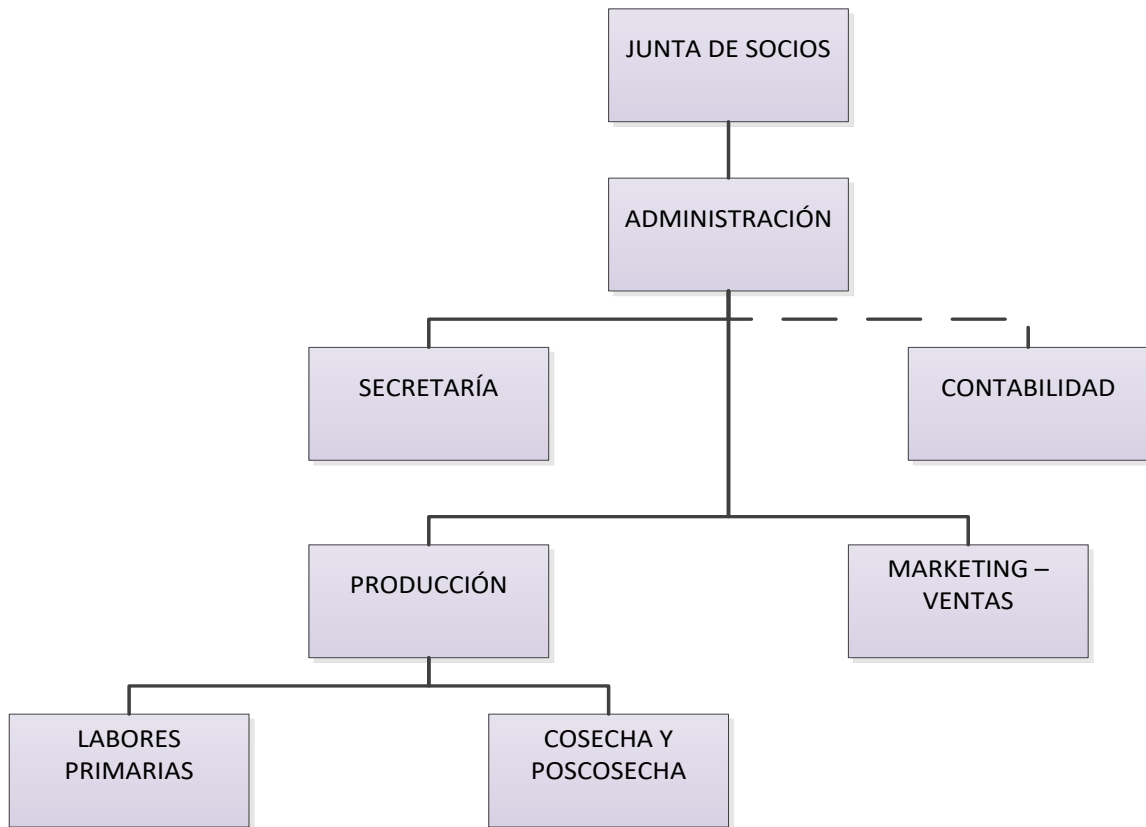 JUNTA DE SOCIOS
ADMINISTRACIÓN
SECRETARÍA
CONTABILIDAD
PRODUCCIÓN
MARKETING –
VENTAS
LABORES
PRIMARIAS
COSECHA Y
POSCOSECHA